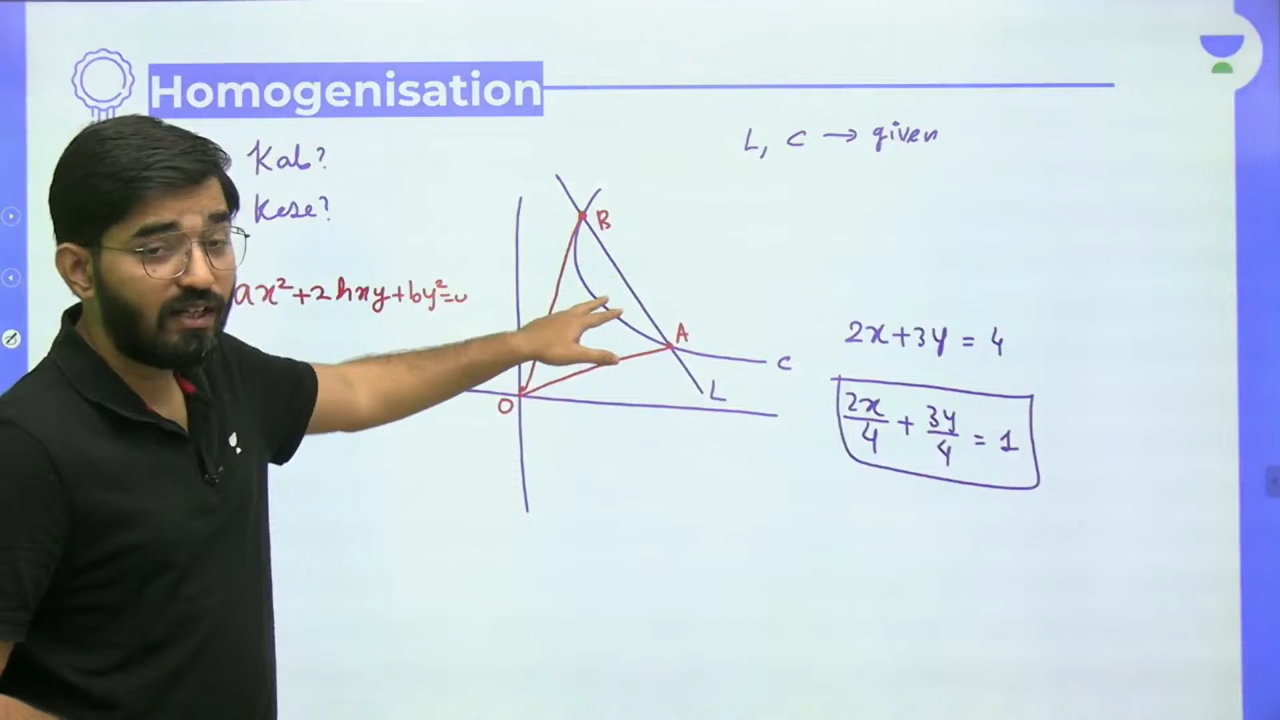 Homogenisation
Kab?
Kese?
L, C → given
ax²+2hxy+by²=0
B
A
C
L
O
2x+3y = 4
2x/4 + 3y/4 = 1